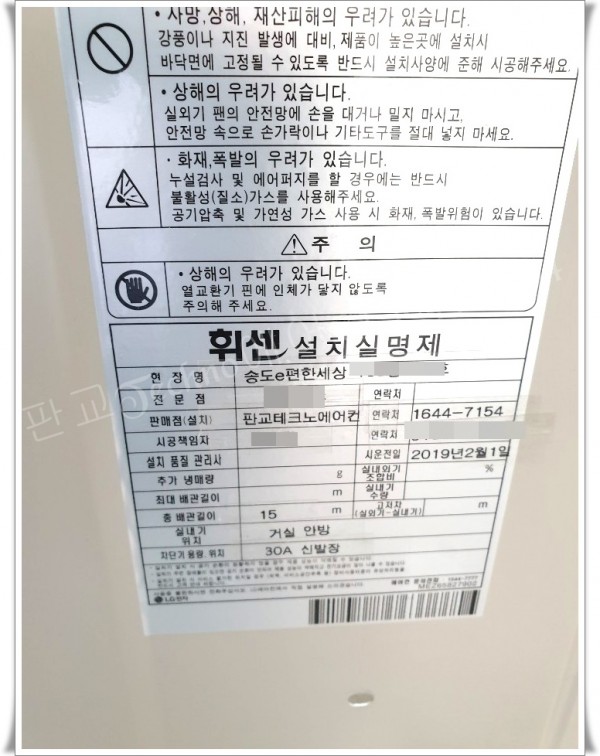 • 사망,상해, 재산피해의 우려가 있습니다.
강풍이나 지진 발생에 대비, 제품이 높은곳에 설치시
바닥면에 고정될 수 있도록 반드시 설치사양에 준해 시공해주세요.
• 상해의 우려가 있습니다.
실외기 팬의 안전망에 손을 대거나 밀지 마시고,
안전망 속으로 손가락이나 기타도구를 절대 넣지 마세요.
• 화재,폭발의 우려가 있습니다.
누설검사 및 에어퍼지를 할 경우에는 반드시
불활성(질소)가스를 사용해주세요.
공기압축 및 가연성 가스 사용 시 화재, 폭발위험이 있습니다.
주 의
• 상해의 우려가 있습니다.
열교환기 핀에 인체가 닿지 않도록
주의해 주세요.
휘센 설치실명제
현 장 명 송도e편한세상
전 문 점 연락처
판매점(설치) 판교테크노에어컨 연락처 1644-7154
시공책임자 연락처
설치 품질 관리사 시운전일 2019년2월1일
추가 냉매량 g 실내외기 조합비 %
최대 배관길이 m 실내기 수량
총 배관길이 15 m 고저차 (실외기-실내기) m
실내기 위치 거실 안방
차단기 용량, 위치 30A 신발장
LG전자